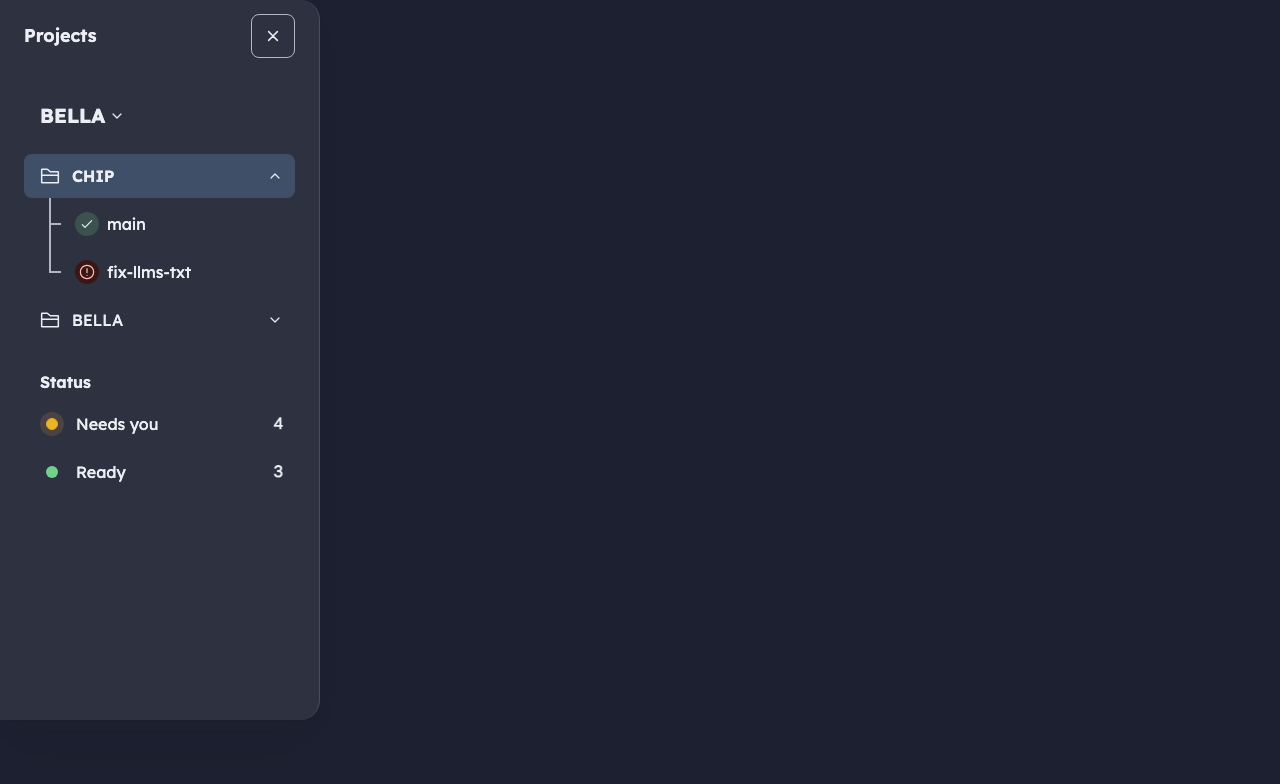 Projects
BELLA
CHIP
main
fix-llms-txt
BELLA
Status
Needs you 4
Ready 3